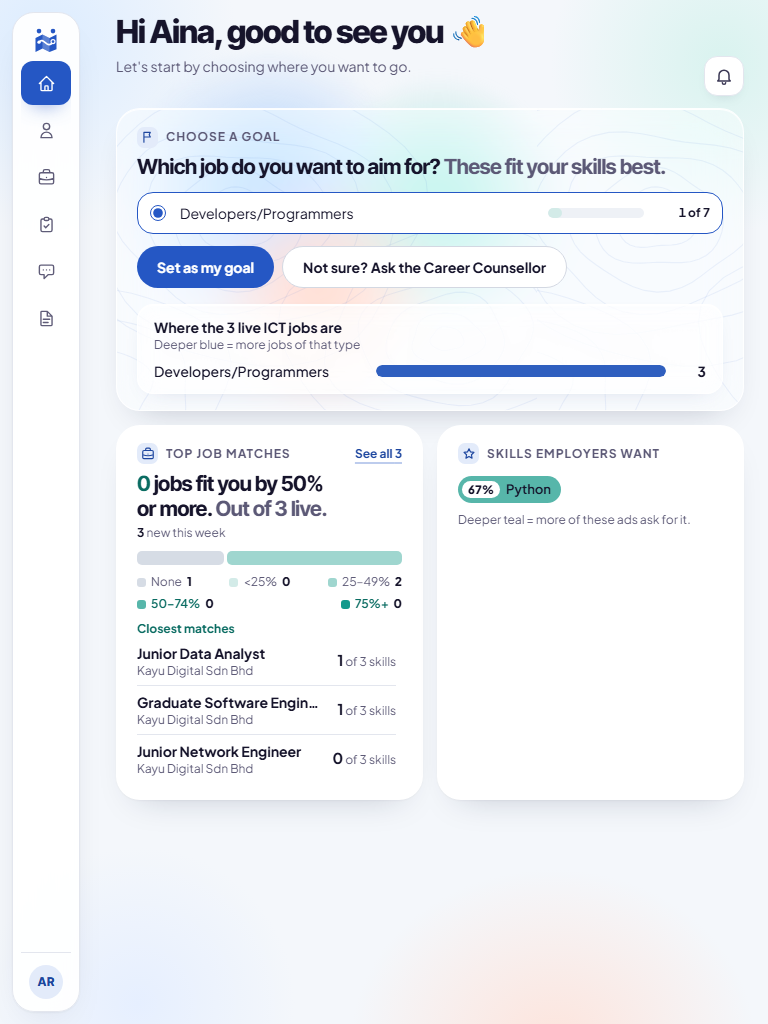 Hi Aina, good to see you 👋
Let's start by choosing where you want to go.
CHOOSE A GOAL
Which job do you want to aim for? These fit your skills best.
Developers/Programmers 1 of 7
Set as my goal
Not sure? Ask the Career Counsellor
Where the 3 live ICT jobs are
Deeper blue = more jobs of that type
Developers/Programmers 3
TOP JOB MATCHES See all 3
0 jobs fit you by 50%
or more. Out of 3 live.
3 new this week
None 1 <25% 0 25–49% 2
50–74% 0 75%+ 0
Closest matches
Junior Data Analyst
Kayu Digital Sdn Bhd
1 of 3 skills
Graduate Software Engin...
Kayu Digital Sdn Bhd
1 of 3 skills
Junior Network Engineer
Kayu Digital Sdn Bhd
0 of 3 skills
SKILLS EMPLOYERS WANT
67% Python
Deeper teal = more of these ads ask for it.
AR